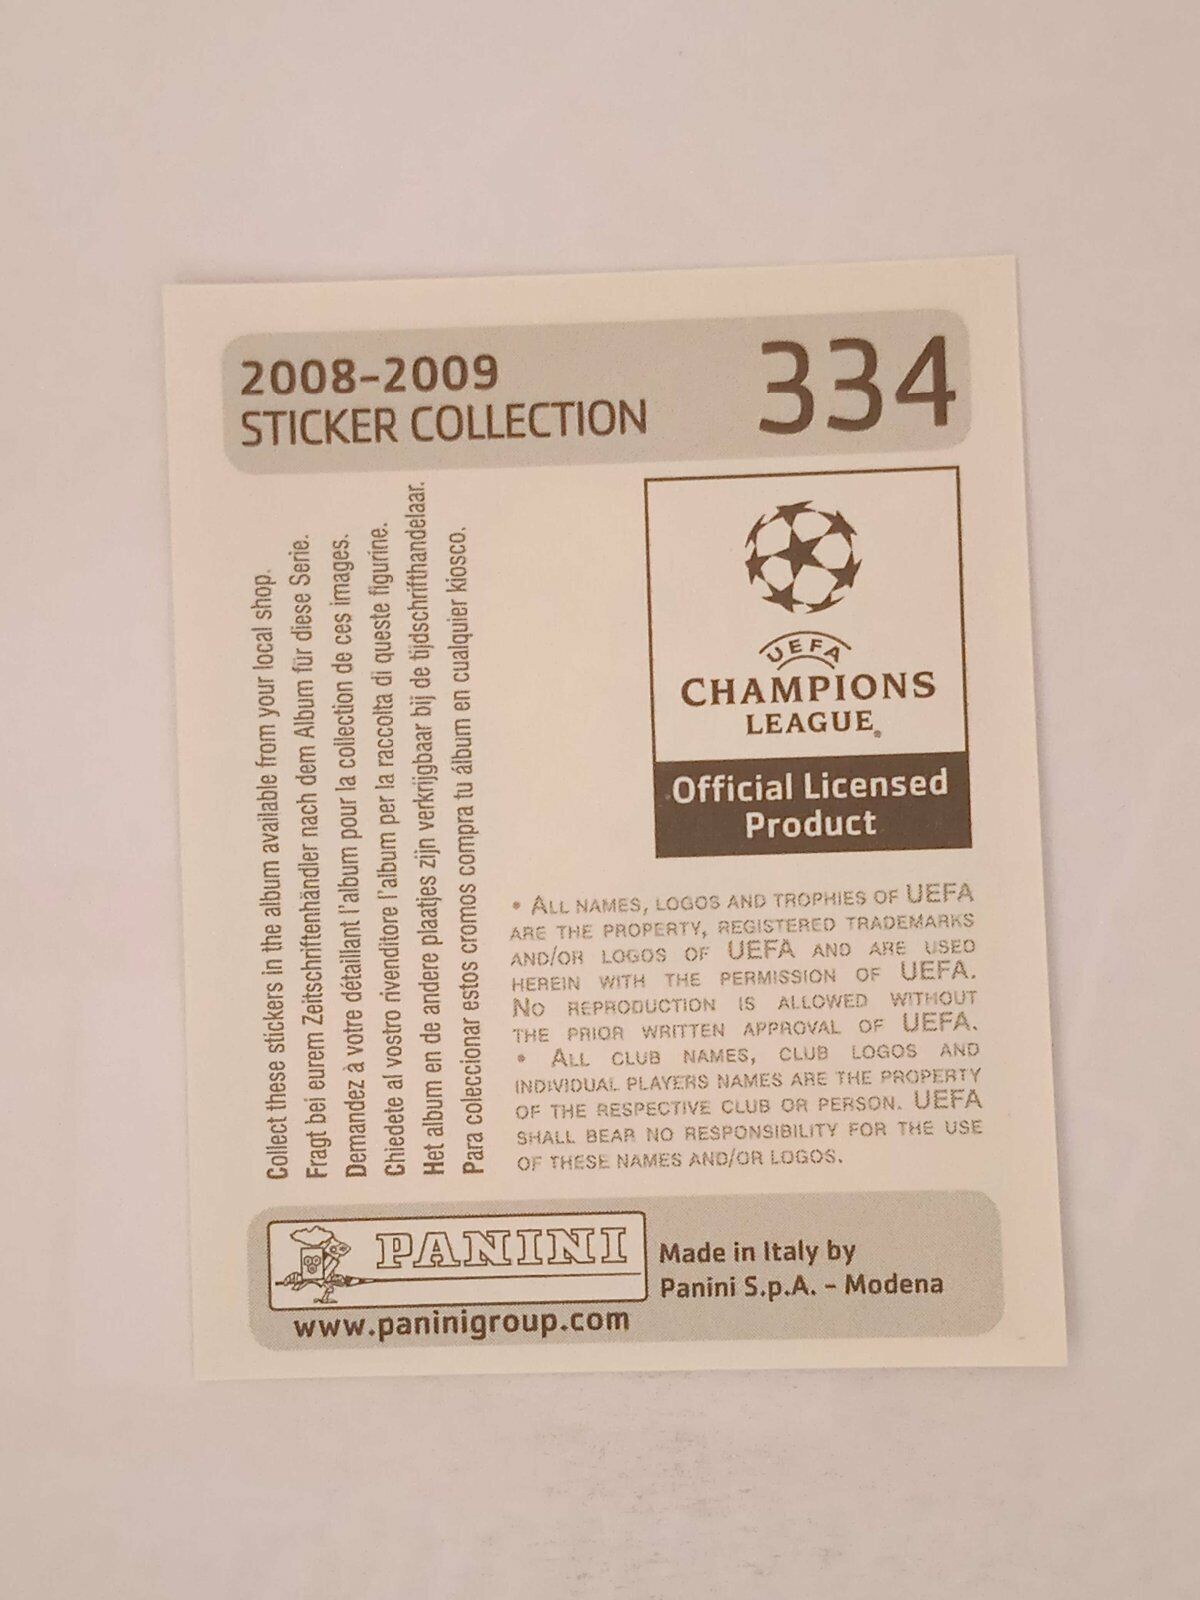 2008-2009
STICKER COLLECTION
334
Collect these stickers in the album available from your local shop.
Fragt bei eurem Zeitschriftenhändler nach dem Album für diese Serie.
Demandez à votre détaillant l'album pour la collection de ces images.
Chiedete al vostro rivenditore l'album per la raccolta di queste figurine.
Het album en de andere plaatjes zijn verkrijgbaar bij de tijdschrifthandelaar.
Para coleccionar estos cromos compra tu álbum en cualquier kiosco.
UEFA
CHAMPIONS
LEAGUE®
Official Licensed
Product
• ALL NAMES, LOGOS AND TROPHIES OF UEFA
ARE THE PROPERTY, REGISTERED TRADEMARKS
AND/OR LOGOS OF UEFA AND ARE USED
HEREIN WITH THE PERMISSION OF UEFA.
NO REPRODUCTION IS ALLOWED WITHOUT
THE PRIOR WRITTEN APPROVAL OF UEFA.
• ALL CLUB NAMES, CLUB LOGOS AND
INDIVIDUAL PLAYERS NAMES ARE THE PROPERTY
OF THE RESPECTIVE CLUB OR PERSON. UEFA
SHALL BEAR NO RESPONSIBILITY FOR THE USE
OF THESE NAMES AND/OR LOGOS.
PANINI
www.paninigroup.com
Made in Italy by
Panini S.p.A. - Modena